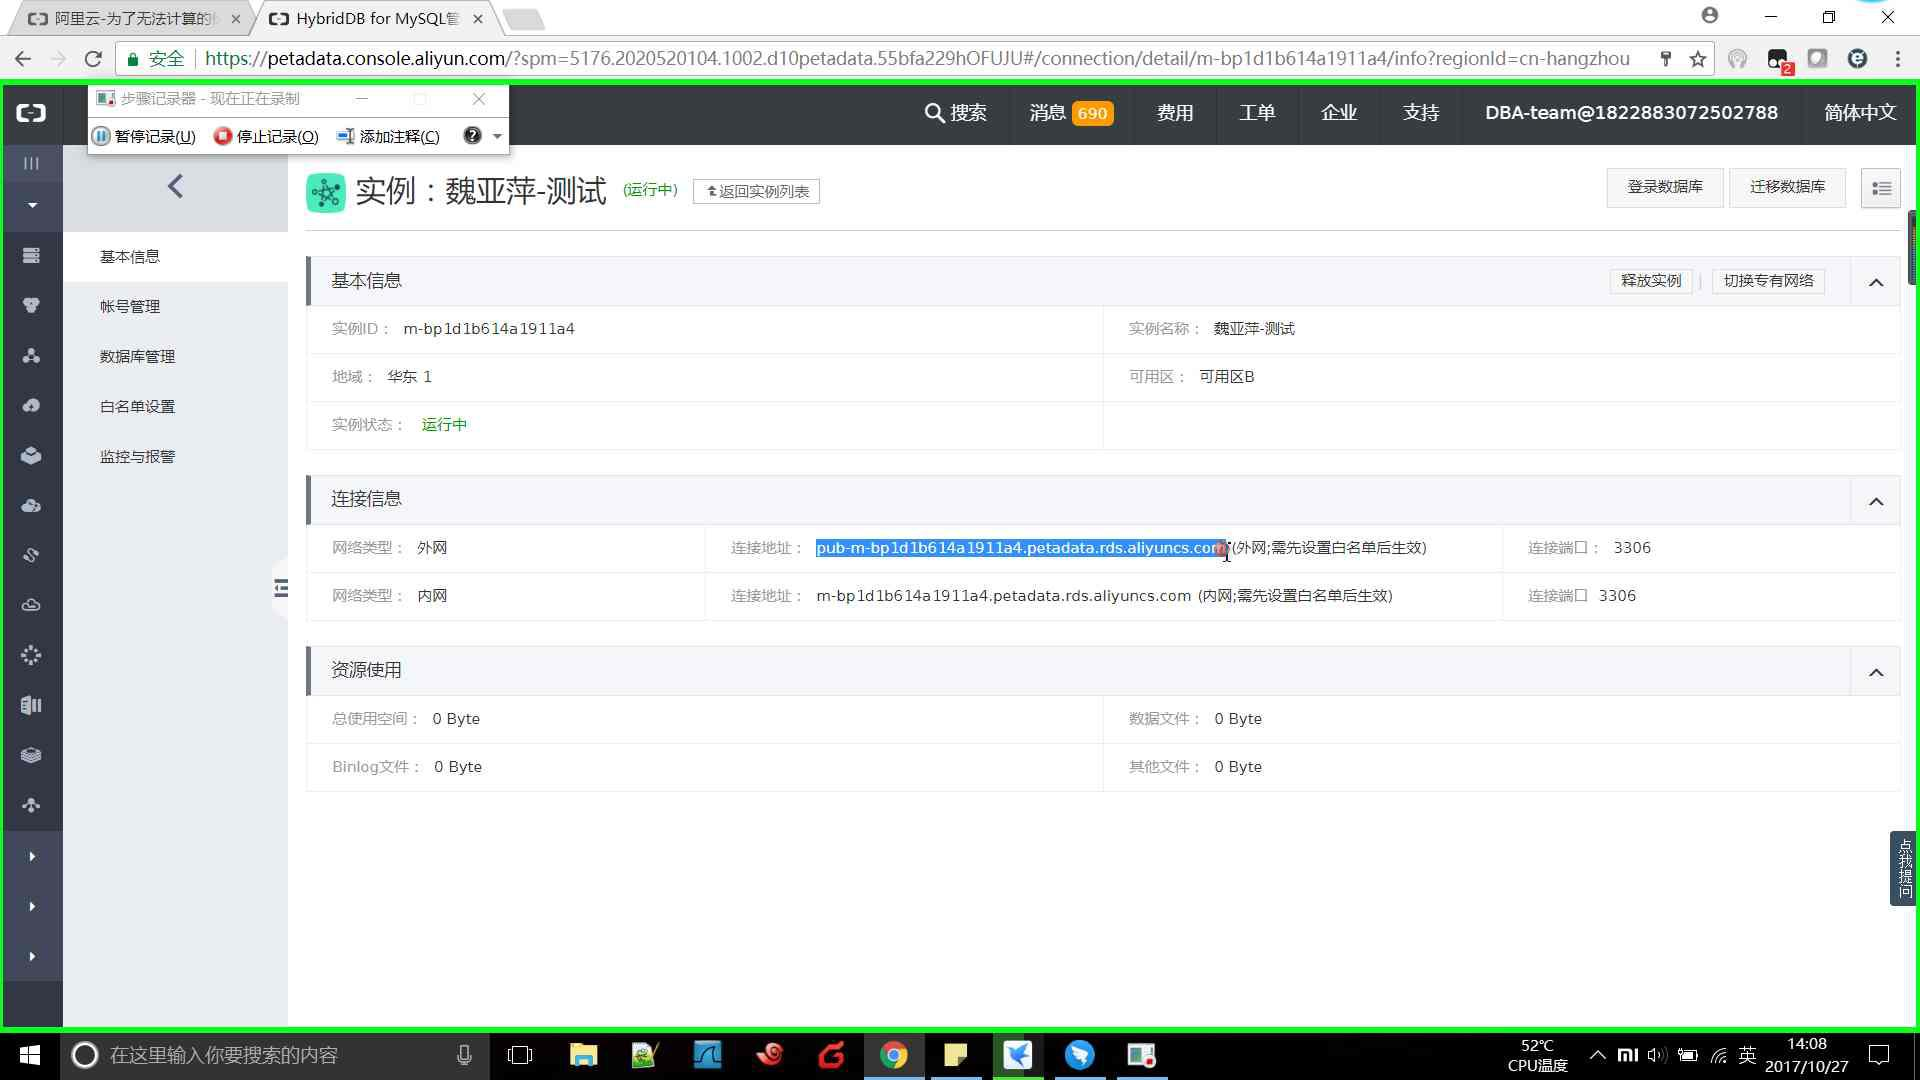 阿里云-为了无法计算的
HybridDB for MySQL管
安全 https://petadata.console.aliyun.com/?spm=5176.2020520104.1002.d10petadata.55bfa229hOFUJU#/connection/detail/m-bp1d1b614a1911a4/info?regionId=cn-hangzhou
2
步骤记录器 - 现在正在录制
暂停记录(U) 停止记录(O) 添加注释(C)
搜索 消息 690 费用 工单 企业 支持 DBA-team@1822883072502788 简体中文
实例：魏亚萍-测试 (运行中) 返回实例列表 登录数据库 迁移数据库
基本信息
帐号管理
数据库管理
白名单设置
监控与报警
基本信息 释放实例 切换专有网络
实例ID： m-bp1d1b614a1911a4 实例名称： 魏亚萍-测试
地域： 华东 1 可用区： 可用区B
实例状态： 运行中
连接信息
网络类型： 外网 连接地址： pub-m-bp1d1b614a1911a4.petadata.rds.aliyuncs.com (外网;需先设置白名单后生效) 连接端口： 3306
网络类型： 内网 连接地址： m-bp1d1b614a1911a4.petadata.rds.aliyuncs.com (内网;需先设置白名单后生效) 连接端口 3306
资源使用
总使用空间： 0 Byte 数据文件： 0 Byte
Binlog文件： 0 Byte 其他文件： 0 Byte
点我提问
在这里输入你要搜索的内容
52℃
CPU温度
英
14:08
2017/10/27